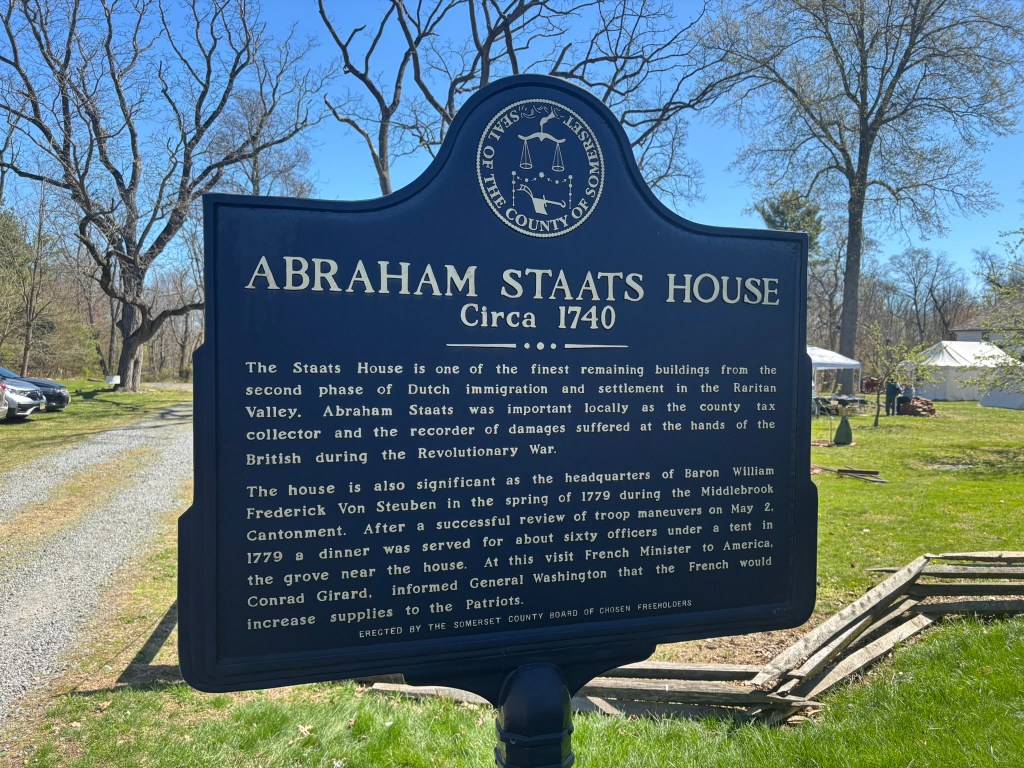 SEAL OF THE COUNTY OF SOMERSET
ABRAHAM STAATS HOUSE
Circa 1740
The Staats House is one of the finest remaining buildings from the
second phase of Dutch immigration and settlement in the Raritan
Valley. Abraham Staats was important locally as the county tax
collector and the recorder of damages suffered at the hands of the
British during the Revolutionary War.
The house is also significant as the headquarters of Baron William
Frederick Von Steuben in the spring of 1779 during the Middlebrook
Cantonment. After a successful review of troop maneuvers on May 2,
1779 a dinner was served for about sixty officers under a tent in
the grove near the house. At this visit French Minister to America,
Conrad Girard, informed General Washington that the French would
increase supplies to the Patriots.
ERECTED BY THE SOMERSET COUNTY BOARD OF CHOSEN FREEHOLDERS